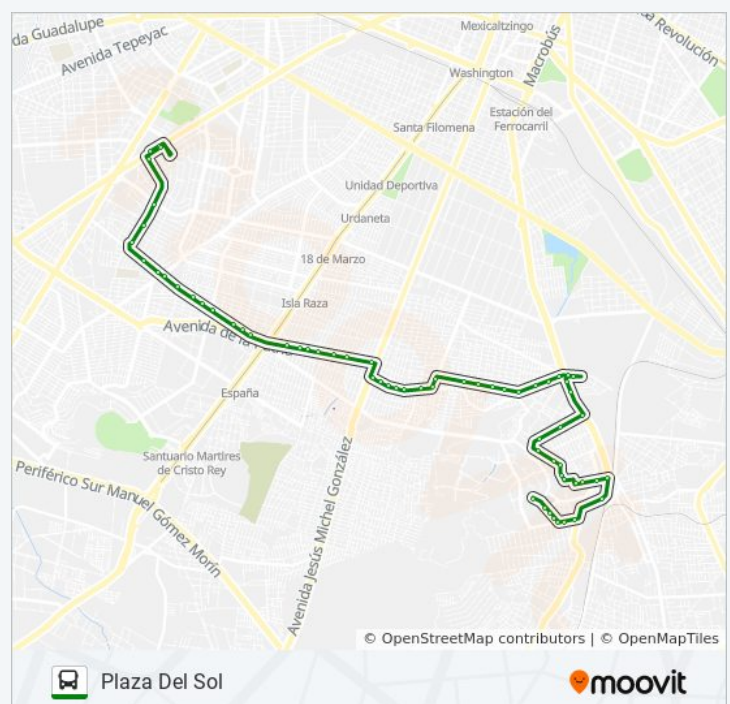 da Guadalupe
Avenida Tepeyac
Mexicaltzingo
Macrobús
a Revolución
Washington
Estación del
Ferrocarril
Santa Filomena
Unidad Deportiva
Urdaneta
18 de Marzo
Isla Raza
Avenida de la
España
Santuario Martires
de Cristo Rey
Periférico Sur Manuel Gómez Morín
Avenida Jesús Michel González
© OpenStreetMap contributors | © OpenMapTiles
Plaza Del Sol
moovit